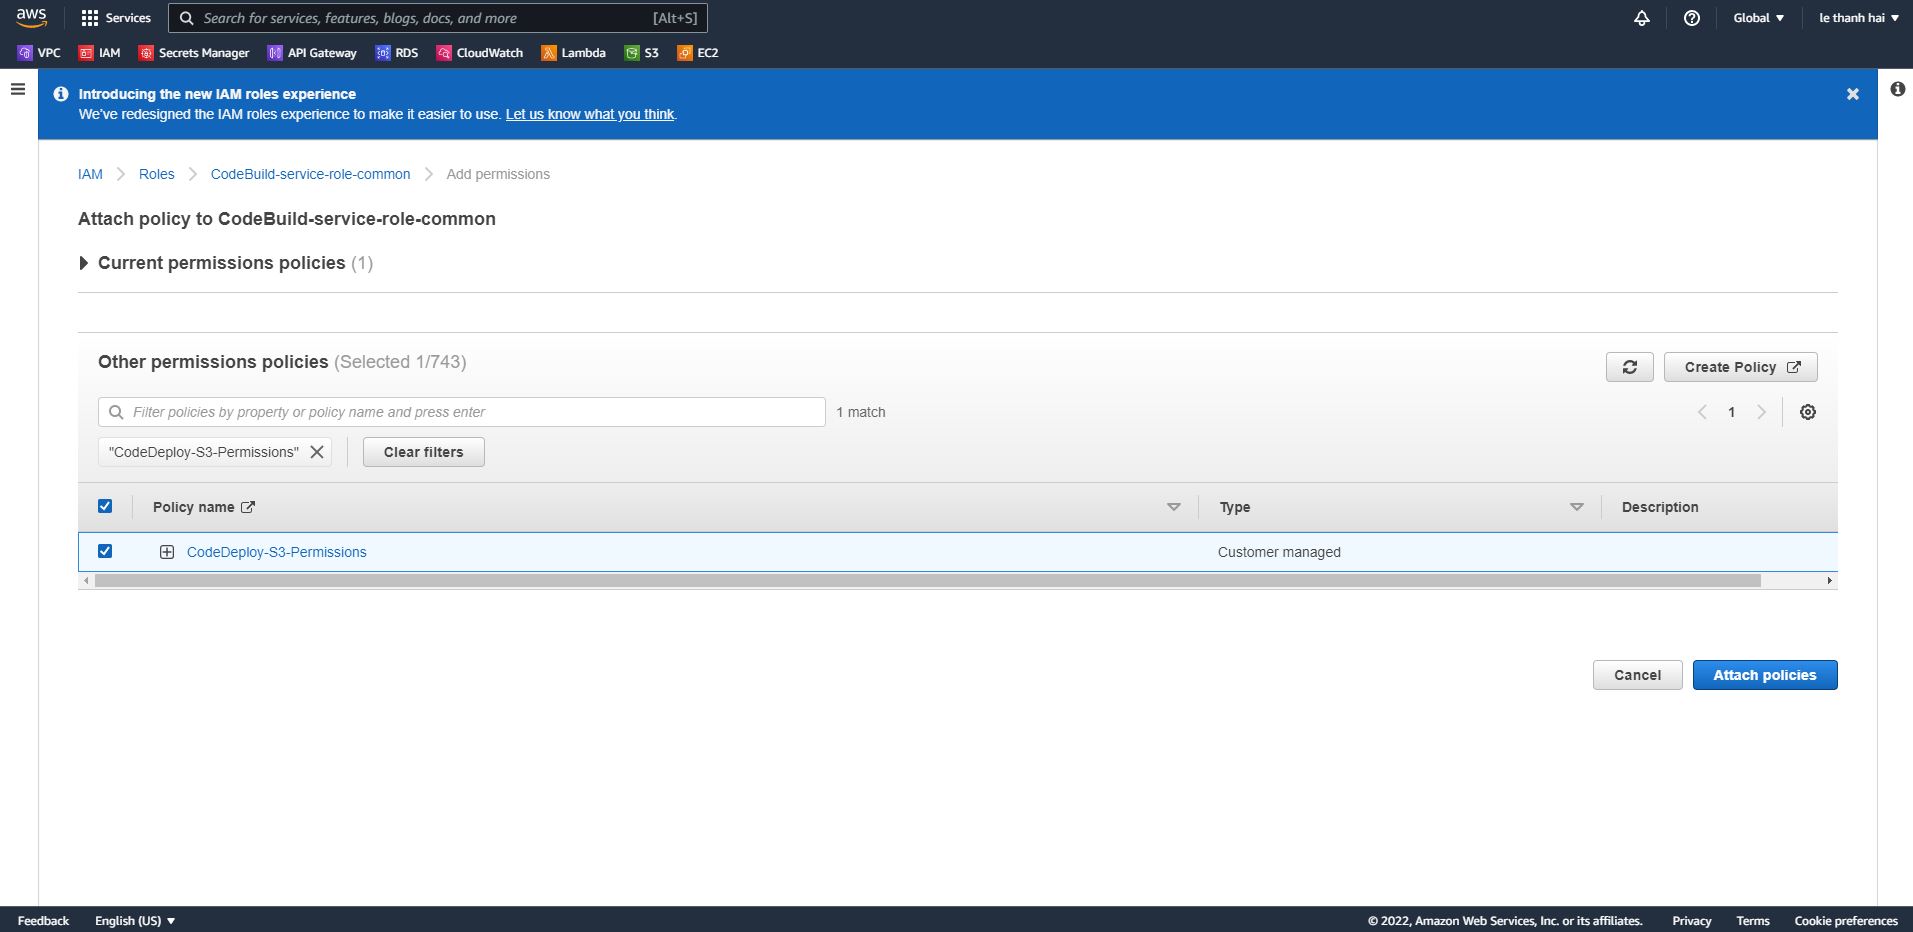 aws Services Search for services, features, blogs, docs, and more [Alt+S] Global le thanh hai
VPC IAM Secrets Manager API Gateway RDS CloudWatch Lambda S3 EC2
Introducing the new IAM roles experience
We've redesigned the IAM roles experience to make it easier to use. Let us know what you think.
IAM Roles CodeBuild-service-role-common Add permissions
Attach policy to CodeBuild-service-role-common
Current permissions policies (1)
Other permissions policies (Selected 1/743)
Create Policy
Filter policies by property or policy name and press enter 1 match 1
"CodeDeploy-S3-Permissions" Clear filters
Policy name Type Description
CodeDeploy-S3-Permissions Customer managed
Cancel Attach policies
Feedback English (US) © 2022, Amazon Web Services, Inc. or its affiliates. Privacy Terms Cookie preferences